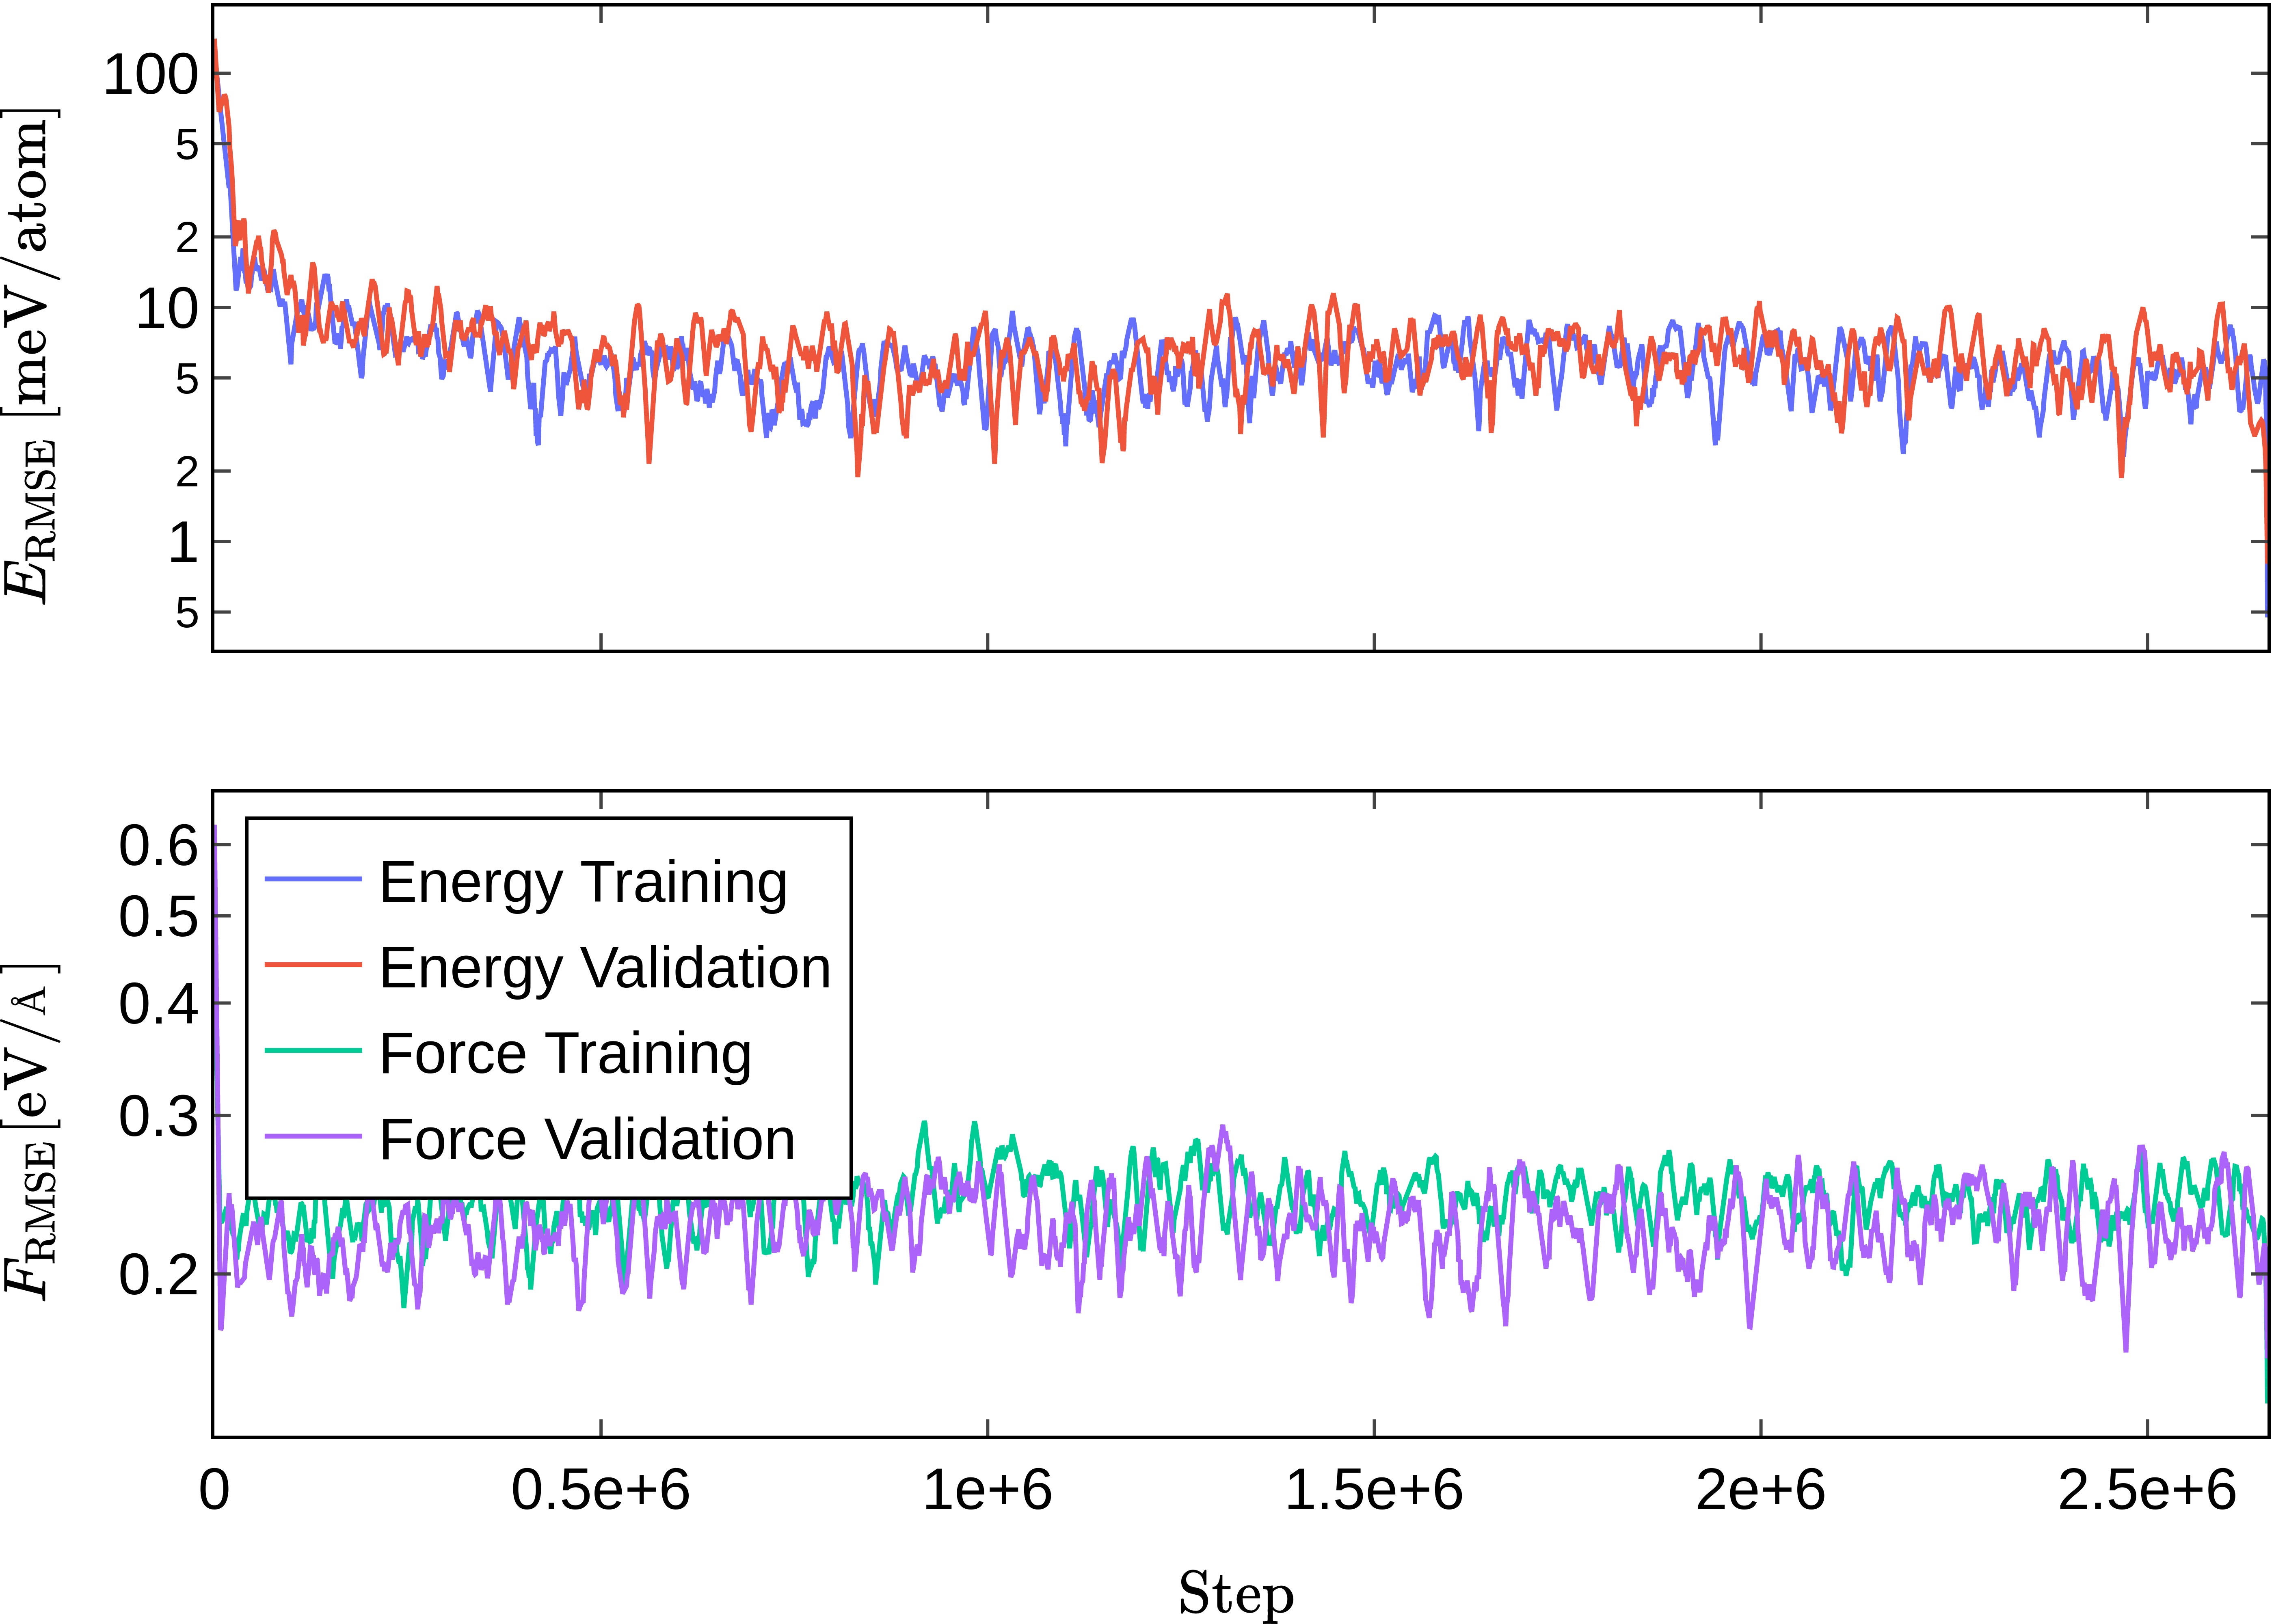 E_RMSE [meV/atom]
100
5
2
10
5
2
1
5
F_RMSE [eV/Å]
0.6
0.5
0.4
0.3
0.2
Energy Training
Energy Validation
Force Training
Force Validation
0 0.5e+6 1e+6 1.5e+6 2e+6 2.5e+6
Step